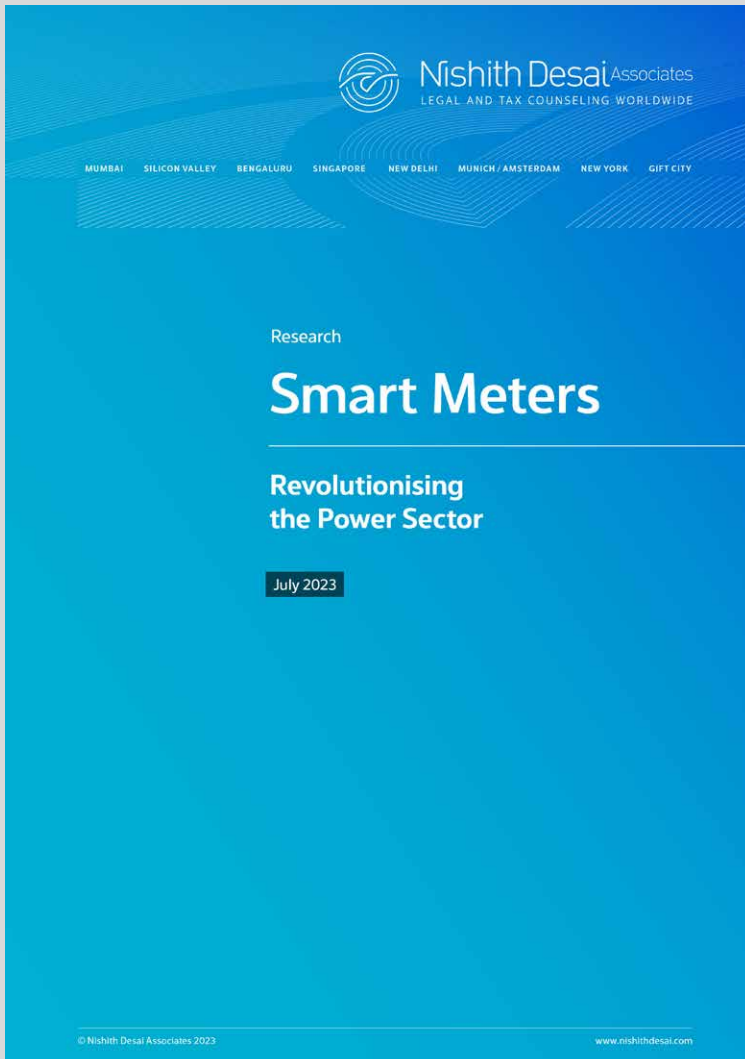 Nishith Desai Associates
LEGAL AND TAX COUNSELING WORLDWIDE
MUMBAI SILICON VALLEY BENGALURU SINGAPORE NEW DELHI MUNICH / AMSTERDAM NEW YORK GIFT CITY
Research
Smart Meters
Revolutionising
the Power Sector
July 2023
© Nishith Desai Associates 2023 www.nishithdesai.com